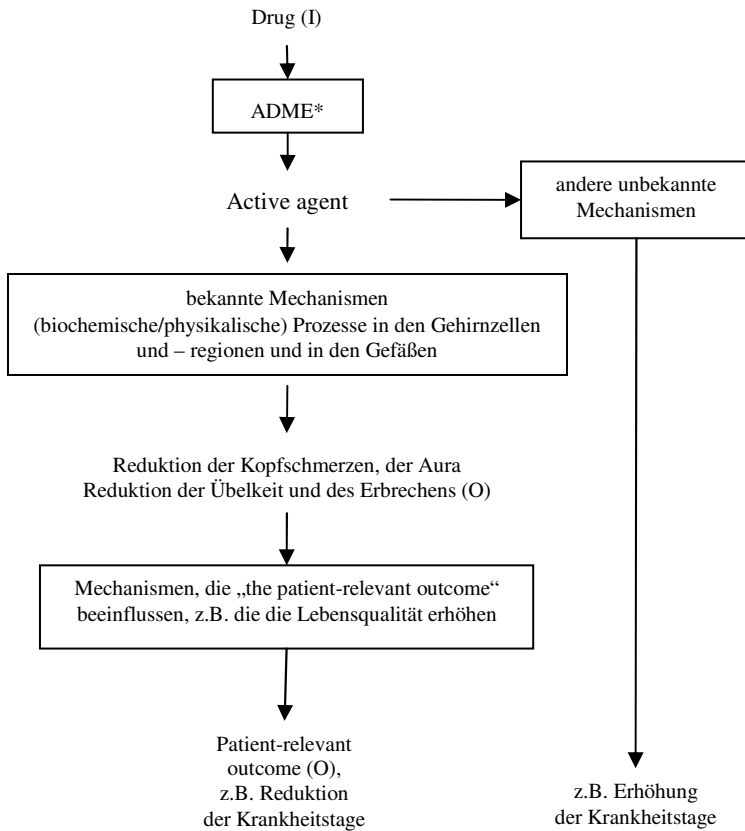 Drug (I)
ADME*
Active agent
andere unbekannte
Mechanismen
bekannte Mechanismen
(biochemische/physikalische) Prozesse in den Gehirnzellen
und – regionen und in den Gefäßen
Reduktion der Kopfschmerzen, der Aura
Reduktion der Übelkeit und des Erbrechens (O)
Mechanismen, die „the patient-relevant outcome“
beeinflussen, z.B. die die Lebensqualität erhöhen
Patient-relevant
outcome (O),
z.B. Reduktion
der Krankheitstage
z.B. Erhöhung
der Krankheitstage